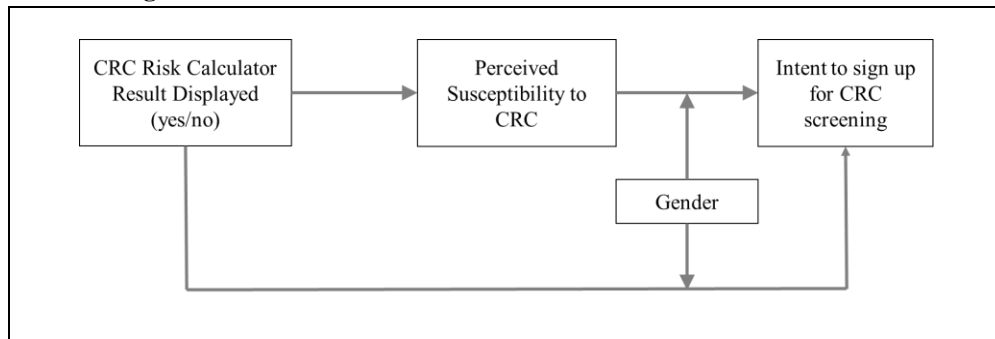 CRC Risk Calculator
Result Displayed
(yes/no)
Perceived
Susceptibility to
CRC
Intent to sign up
for CRC
screening
Gender